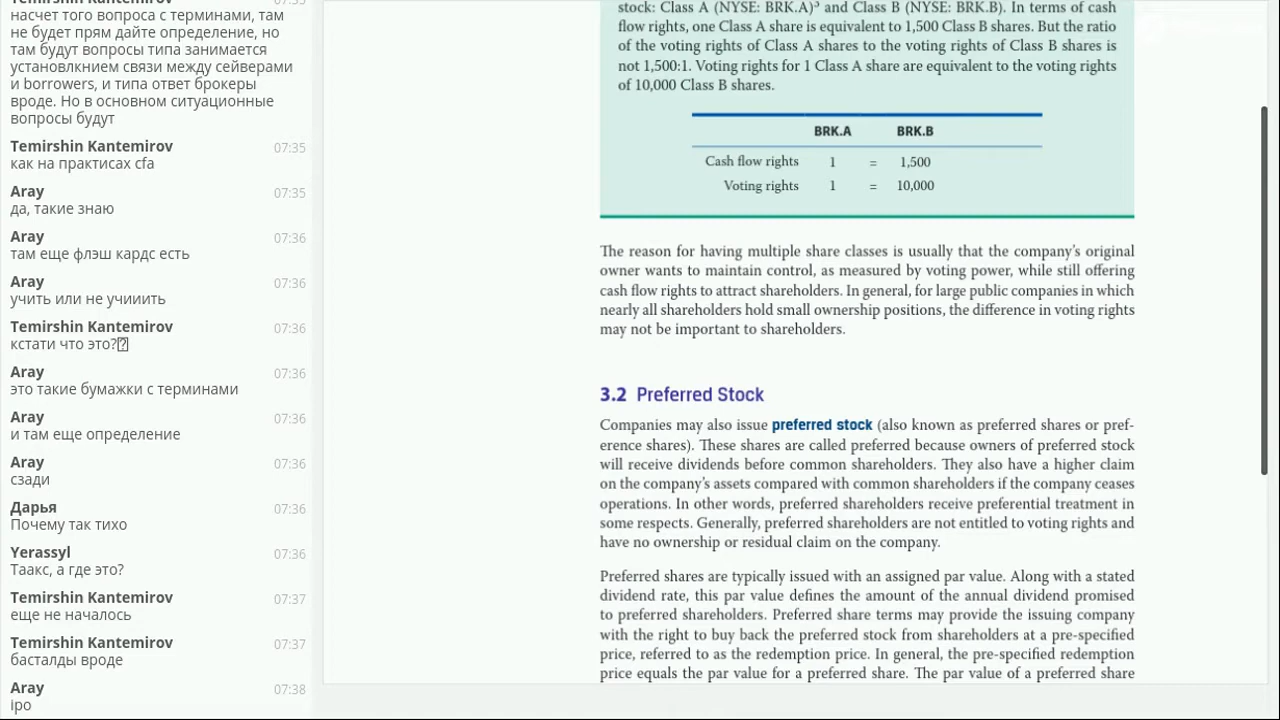 Temirshin Kantemirov 07:35
насчет того вопроса с терминами, там
не будет прям дайте определение, но
там будут вопросы типа занимается
установлкнием связи между сейверами
и borrowers, и типа ответ брокеры
вроде. Но в основном ситуационные
вопросы будут
Temirshin Kantemirov 07:35
как на практисах cfa
Aray 07:35
да, такие знаю
Aray 07:36
там еще флэш кардс есть
Aray 07:36
учить или не учииить
Temirshin Kantemirov 07:36
кстати что это?
Aray 07:36
это такие бумажки с терминами
Aray 07:36
и там еще определение
Aray 07:36
сзади
Дарья 07:36
Почему так тихо
Yerassyl 07:36
Таакс, а где это?
Temirshin Kantemirov 07:37
еще не началось
Temirshin Kantemirov 07:37
басталды вроде
Aray 07:38
ipo
stock: Class A (NYSE: BRK.A)³ and Class B (NYSE: BRK.B). In terms of cash
flow rights, one Class A share is equivalent to 1,500 Class B shares. But the ratio
of the voting rights of Class A shares to the voting rights of Class B shares is
not 1,500:1. Voting rights for 1 Class A share are equivalent to the voting rights
of 10,000 Class B shares.
BRK.A BRK.B
Cash flow rights 1 = 1,500
Voting rights 1 = 10,000
The reason for having multiple share classes is usually that the company's original
owner wants to maintain control, as measured by voting power, while still offering
cash flow rights to attract shareholders. In general, for large public companies in which
nearly all shareholders hold small ownership positions, the difference in voting rights
may not be important to shareholders.
3.2 Preferred Stock
Companies may also issue preferred stock (also known as preferred shares or pref-
erence shares). These shares are called preferred because owners of preferred stock
will receive dividends before common shareholders. They also have a higher claim
on the company's assets compared with common shareholders if the company ceases
operations. In other words, preferred shareholders receive preferential treatment in
some respects. Generally, preferred shareholders are not entitled to voting rights and
have no ownership or residual claim on the company.
Preferred shares are typically issued with an assigned par value. Along with a stated
dividend rate, this par value defines the amount of the annual dividend promised
to preferred shareholders. Preferred share terms may provide the issuing company
with the right to buy back the preferred stock from shareholders at a pre-specified
price, referred to as the redemption price. In general, the pre-specified redemption
price equals the par value for a preferred share. The par value of a preferred share